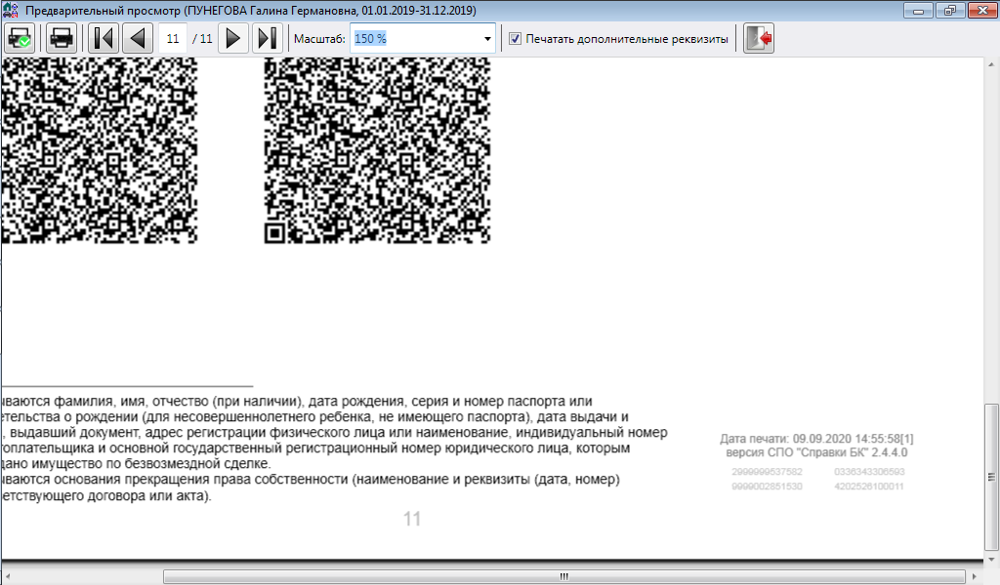 Предварительный просмотр (ПУНЕГОВА Галина Германовна, 01.01.2019-31.12.2019)
11 / 11 Масштаб: 150 % Печатать дополнительные реквизиты
ываются фамилия, имя, отчество (при наличии), дата рождения, серия и номер паспорта или
етельства о рождении (для несовершеннолетнего ребенка, не имеющего паспорта), дата выдачи и
, выдавший документ, адрес регистрации физического лица или наименование, индивидуальный номер
гоплательщика и основной государственный регистрационный номер юридического лица, которым
дано имущество по безвозмездной сделке.
ываются основания прекращения права собственности (наименование и реквизиты (дата, номер)
ветствующего договора или акта).
Дата печати: 09.09.2020 14:55:58[1]
версия СПО "Справки БК" 2.4.4.0
2999999537582 0336343306593
9999002851530 4202526100011
11